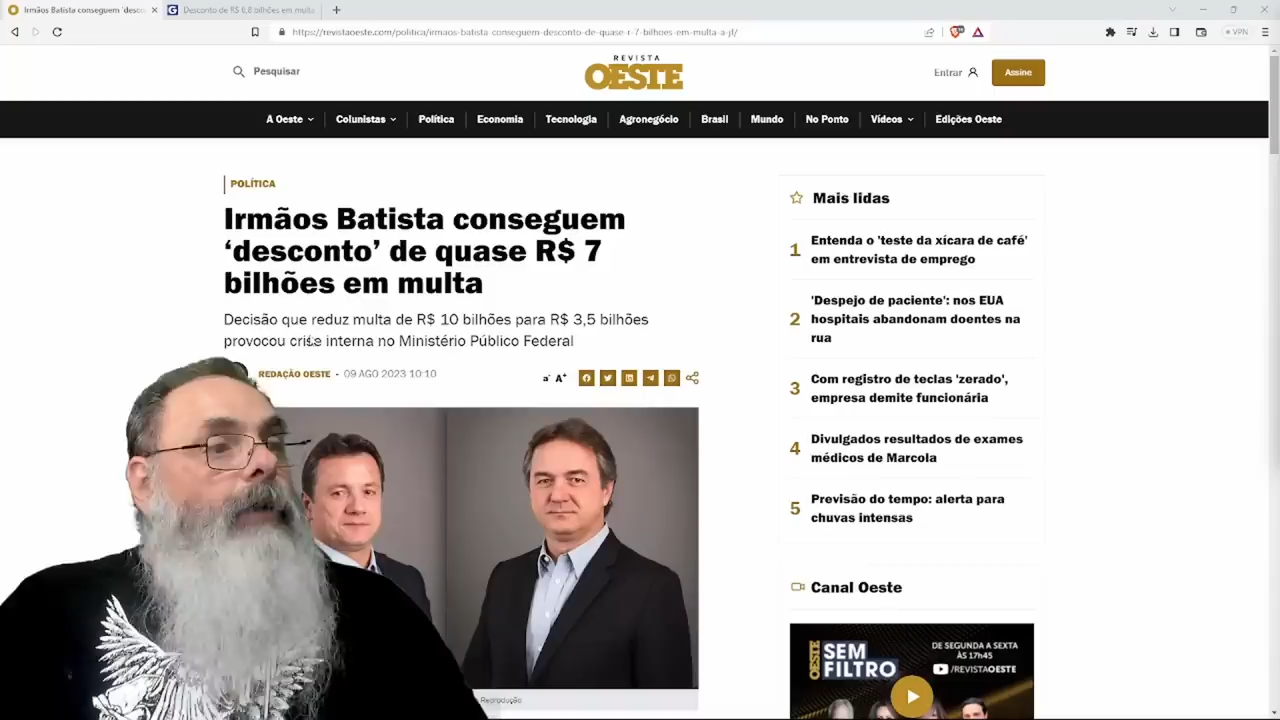 Irmãos Batista conseguem 'desco
Desconto de R$ 6,8 bilhões em mult
https://revistaoeste.com/politica/irmaos-batista-conseguem-desconto-de-quase-r-7-bilhoes-em-multa-a-jf/
VPN
Pesquisar
REVISTA
OESTE
Entrar
Assine
A Oeste
Colunistas
Política
Economia
Tecnologia
Agronegócio
Brasil
Mundo
No Ponto
Vídeos
Edições Oeste
POLÍTICA
Irmãos Batista conseguem
‘desconto’ de quase R$ 7
bilhões em multa
Decisão que reduz multa de R$ 10 bilhões para R$ 3,5 bilhões
provocou crise interna no Ministério Público Federal
REDAÇÃO OESTE - 09 AGO 2023 10:10
a- A+
Reprodução
Mais lidas
1
Entenda o 'teste da xícara de café'
em entrevista de emprego
2
'Despejo de paciente': nos EUA
hospitais abandonam doentes na
rua
3
Com registro de teclas 'zerado',
empresa demite funcionária
4
Divulgados resultados de exames
médicos de Marcola
5
Previsão do tempo: alerta para
chuvas intensas
Canal Oeste
OESTE
SEM
FILTRO
DE SEGUNDA A SEXTA
ÀS 17h45
/REVISTAOESTE